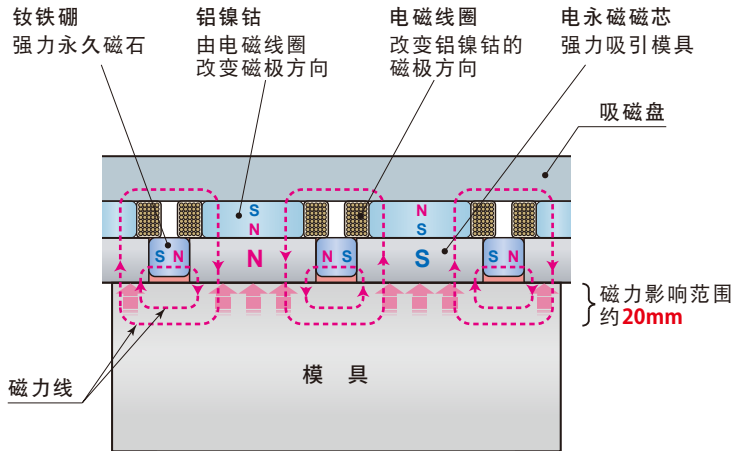 钕铁硼
强力永久磁石
铝镍钴
由电磁线圈
改变磁极方向
电磁线圈
改变铝镍钴的
磁极方向
电永磁磁芯
强力吸引模具
吸磁盘
S
N
N
S
S N
N
N S
S
S N
磁力影响范围
约20mm
模 具
磁力线